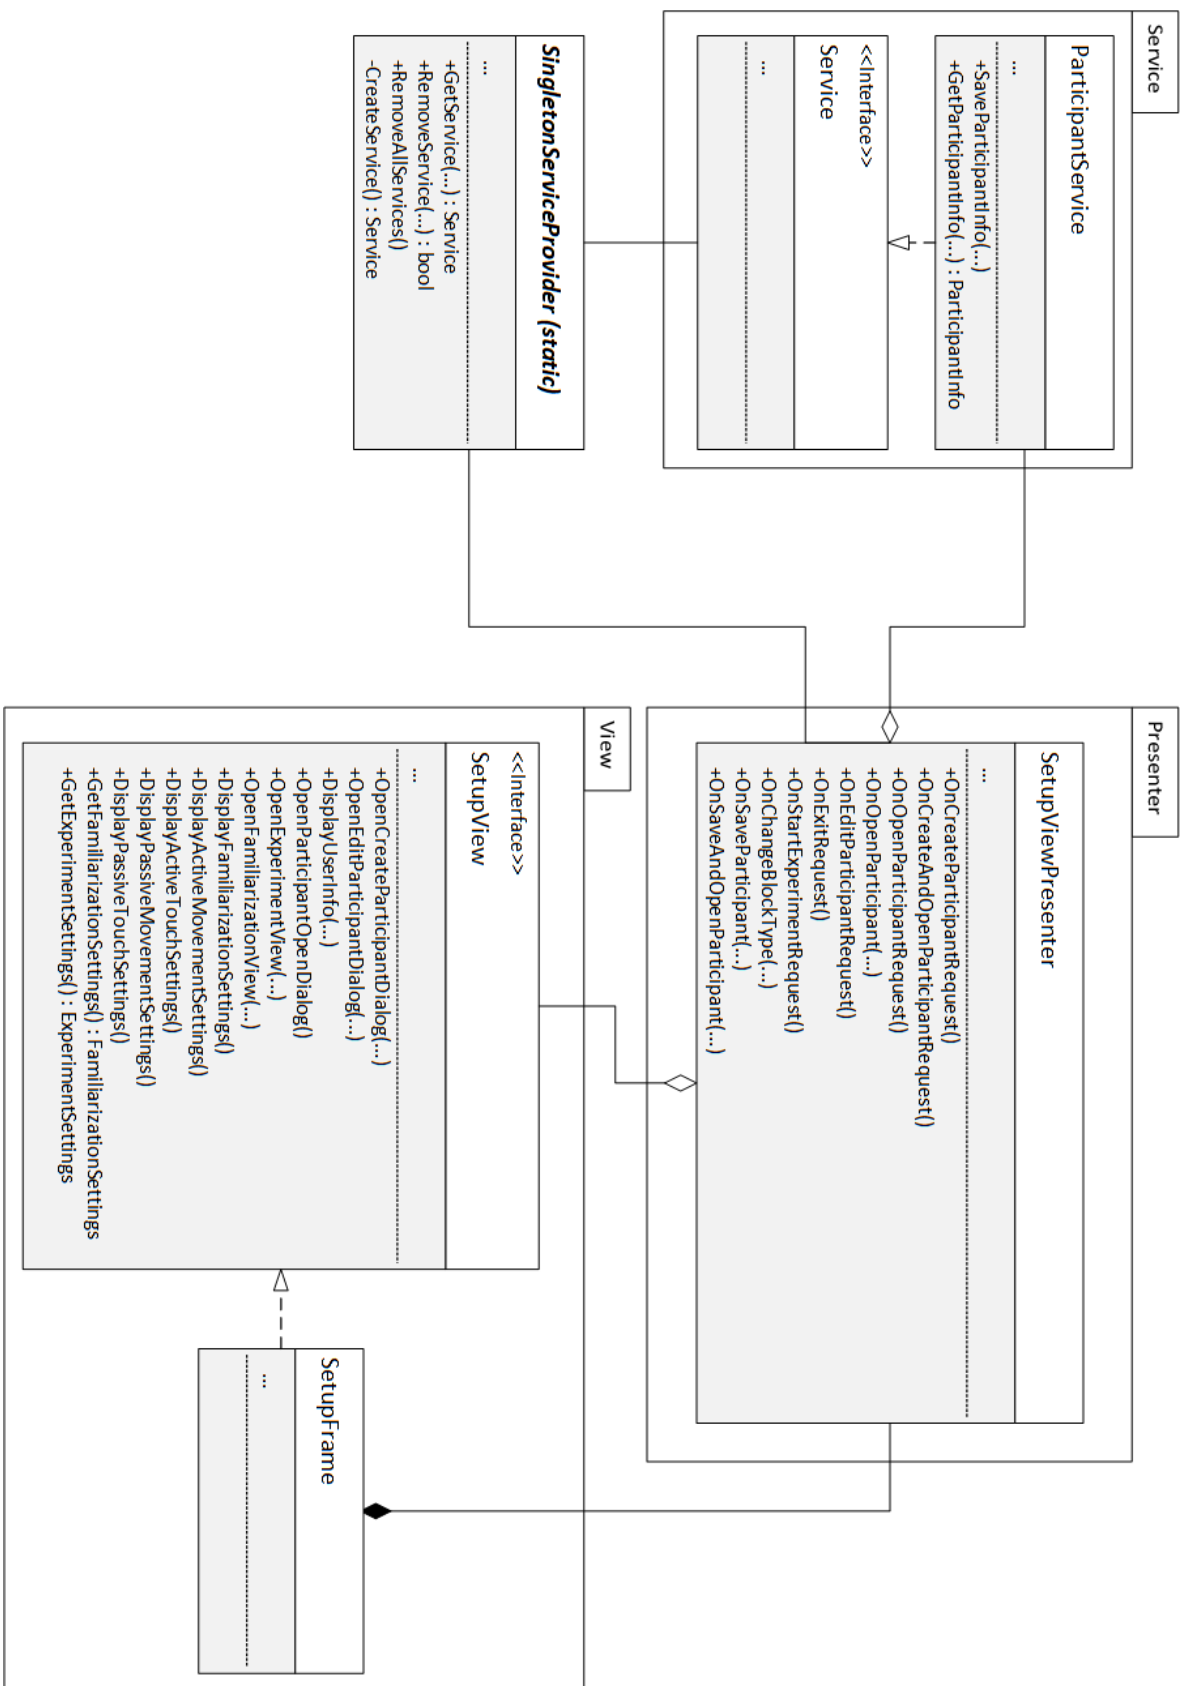 Service
ParticipantService
...
+SaveParticipantInfo(...)
+GetParticipantInfo(...) : ParticipantInfo
<<Interface>>
Service
...
SingletonServiceProvider (static)
...
+GetService(...) : Service
+RemoveService(...) : bool
+RemoveAllServices()
-CreateService() : Service
Presenter
SetupViewPresenter
...
+OnCreateParticipantRequest()
+OnCreateAndOpenParticipantRequest()
+OnOpenParticipantRequest()
+OnOpenParticipant(...)
+OnEditParticipantRequest()
+OnExitRequest()
+OnStartExperimentRequest()
+OnChangeBlockType(...)
+OnSaveParticipant(...)
+OnSaveAndOpenParticipant(...)
View
<<Interface>>
SetupView
...
+OpenCreateParticipantDialog(...)
+OpenEditParticipantDialog(...)
+DisplayUserInfo(...)
+OpenParticipantOpenDialog()
+OpenExperimentView(...)
+OpenFamiliarizationView(...)
+DisplayFamiliarizationSettings()
+DisplayActiveMovementSettings()
+DisplayActiveTouchSettings()
+DisplayPassiveMovementSettings()
+DisplayPassiveTouchSettings()
+GetFamiliarizationSettings() : FamiliarizationSettings
+GetExperimentSettings() : ExperimentSettings
SetupFrame
...